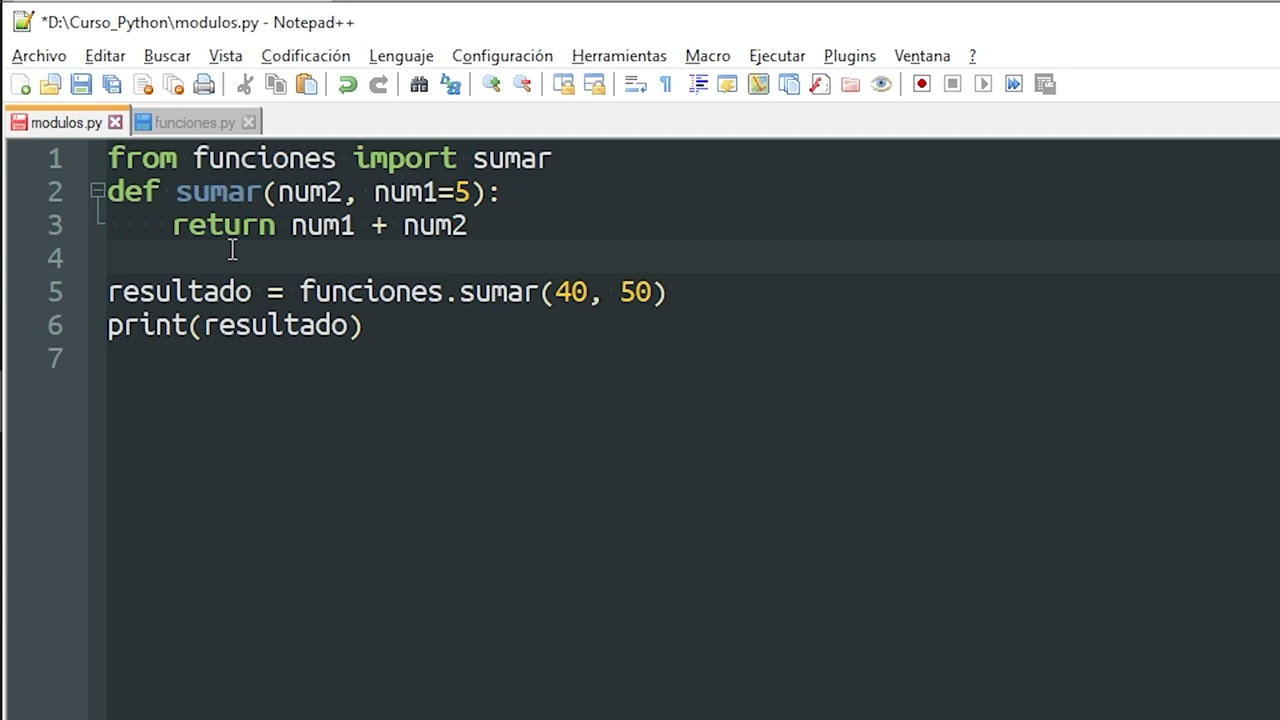 *D:\Curso_Python\modulos.py - Notepad++
Archivo Editar Buscar Vista Codificación Lenguaje Configuración Herramientas Macro Ejecutar Plugins Ventana ?
modulos.py funciones.py
1 from funciones import sumar
2 def sumar(num2, num1=5):
3     return num1 + num2
4
5 resultado = funciones.sumar(40, 50)
6 print(resultado)
7